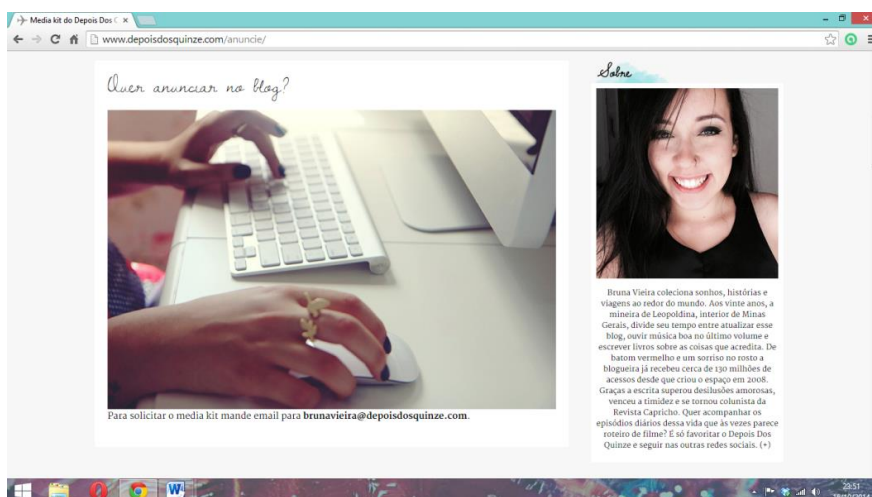 Media kit do Depois Dos
www.depoisdosquinze.com/anuncie/
Quer anunciar no blog?
Para solicitar o media kit mande email para brunavieira@depoisdosquinze.com.
Sobre
Bruna Vieira coleciona sonhos, histórias e
viagens ao redor do mundo. Aos vinte anos, a
mineira de Leopoldina, interior de Minas
Gerais, divide seu tempo entre atualizar esse
blog, ouvir música boa no último volume e
escrever livros sobre as coisas que acredita. De
batom vermelho e um sorriso no rosto a
blogueira já recebeu cerca de 130 milhões de
acessos desde que criou o espaço em 2008.
Graças a escrita superou desilusões amorosas,
venceu a timidez e se tornou colunista da
Revista Capricho. Quer acompanhar os
episódios diários dessa vida que às vezes parece
roteiro de filme? É só favoritar o Depois Dos
Quinze e seguir nas outras redes sociais. (+)
23:51